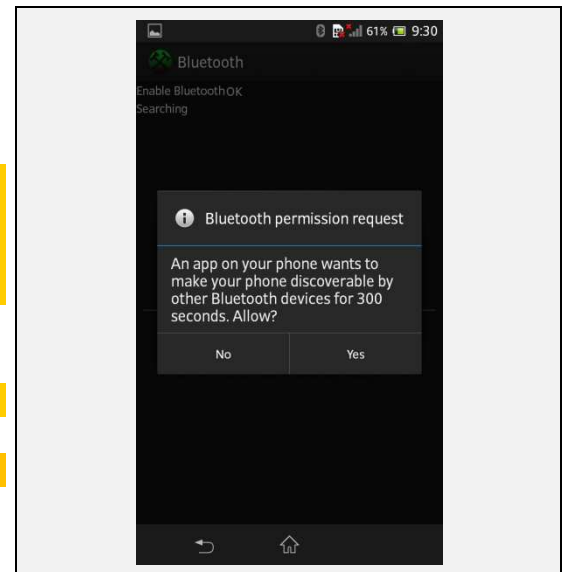 61% 9:30
Bluetooth
Enable BluetoothOK
Searching
Bluetooth permission request
An app on your phone wants to
make your phone discoverable by
other Bluetooth devices for 300
seconds. Allow?
No Yes